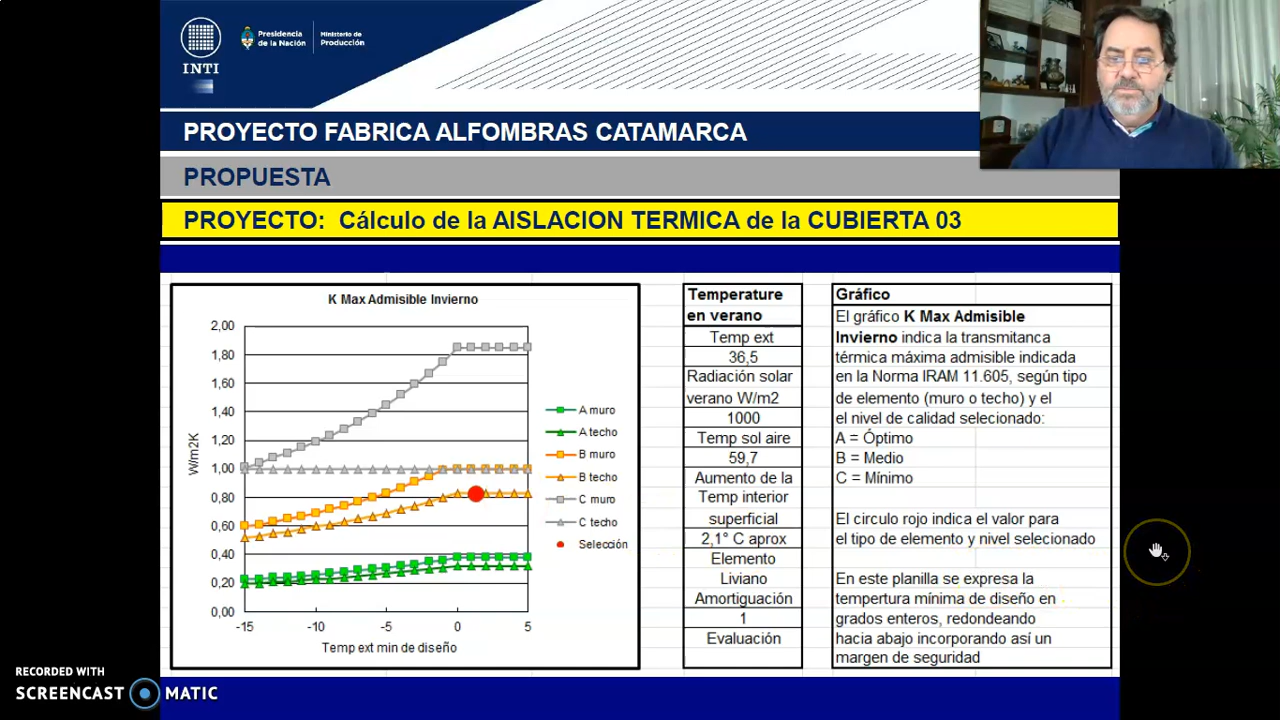 INTI
Presidencia
de la Nación
Ministerio de
Producción
PROYECTO FABRICA ALFOMBRAS CATAMARCA
PROPUESTA
PROYECTO: Cálculo de la AISLACION TERMICA de la CUBIERTA 03
K Max Admisible Invierno
2,00
1,80
1,60
1,40
1,20
1,00
0,80
0,60
0,40
0,20
0,00
W/m2K
-15
-10
-5
0
5
Temp ext min de diseño
A muro
A techo
B muro
B techo
C muro
C techo
Selección
Temperature
en verano
Temp ext
36,5
Radiación solar
verano W/m2
1000
Temp sol aire
59,7
Aumento de la
Temp interior
superficial
2,1° C aprox
Elemento
Liviano
Amortiguación
1
Evaluación
Gráfico
El gráfico K Max Admisible
Invierno indica la transmitanca
térmica máxima admisible indicada
en la Norma IRAM 11.605, según tipo
de elemento (muro o techo) y el
el nivel de calidad selecionado:
A = Óptimo
B = Medio
C = Mínimo
El circulo rojo indica el valor para
el tipo de elemento y nivel selecionado
En este planilla se expresa la
tempertura mínima de diseño en
grados enteros, redondeando
hacia abajo incorporando así un
margen de seguridad
RECORDED WITH
SCREENCAST MATIC